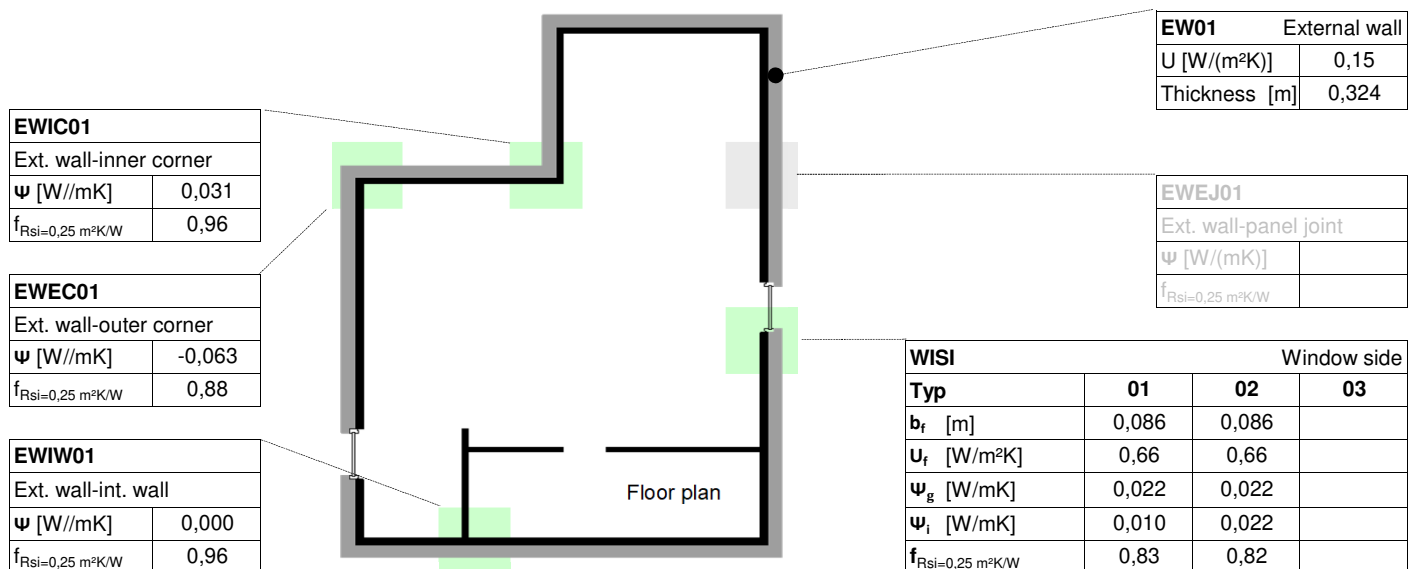 EW01 External wall
U [W/(m²K)] 0,15
Thickness [m] 0,324
EWIC01
Ext. wall-inner corner
Ψ [W//mK] 0,031
fRsi=0,25 m²K/W 0,96
EWEJ01
Ext. wall-panel joint
Ψ [W/(mK)]
fRsi=0,25 m²K/W
EWEC01
Ext. wall-outer corner
Ψ [W//mK] -0,063
fRsi=0,25 m²K/W 0,88
WISI Window side
Typ 01 02 03
bf [m] 0,086 0,086
Uf [W/m²K] 0,66 0,66
Ψg [W/mK] 0,022 0,022
Ψi [W/mK] 0,010 0,022
fRsi=0,25 m²K/W 0,83 0,82
EWIW01
Ext. wall-int. wall
Ψ [W//mK] 0,000
fRsi=0,25 m²K/W 0,96
Floor plan